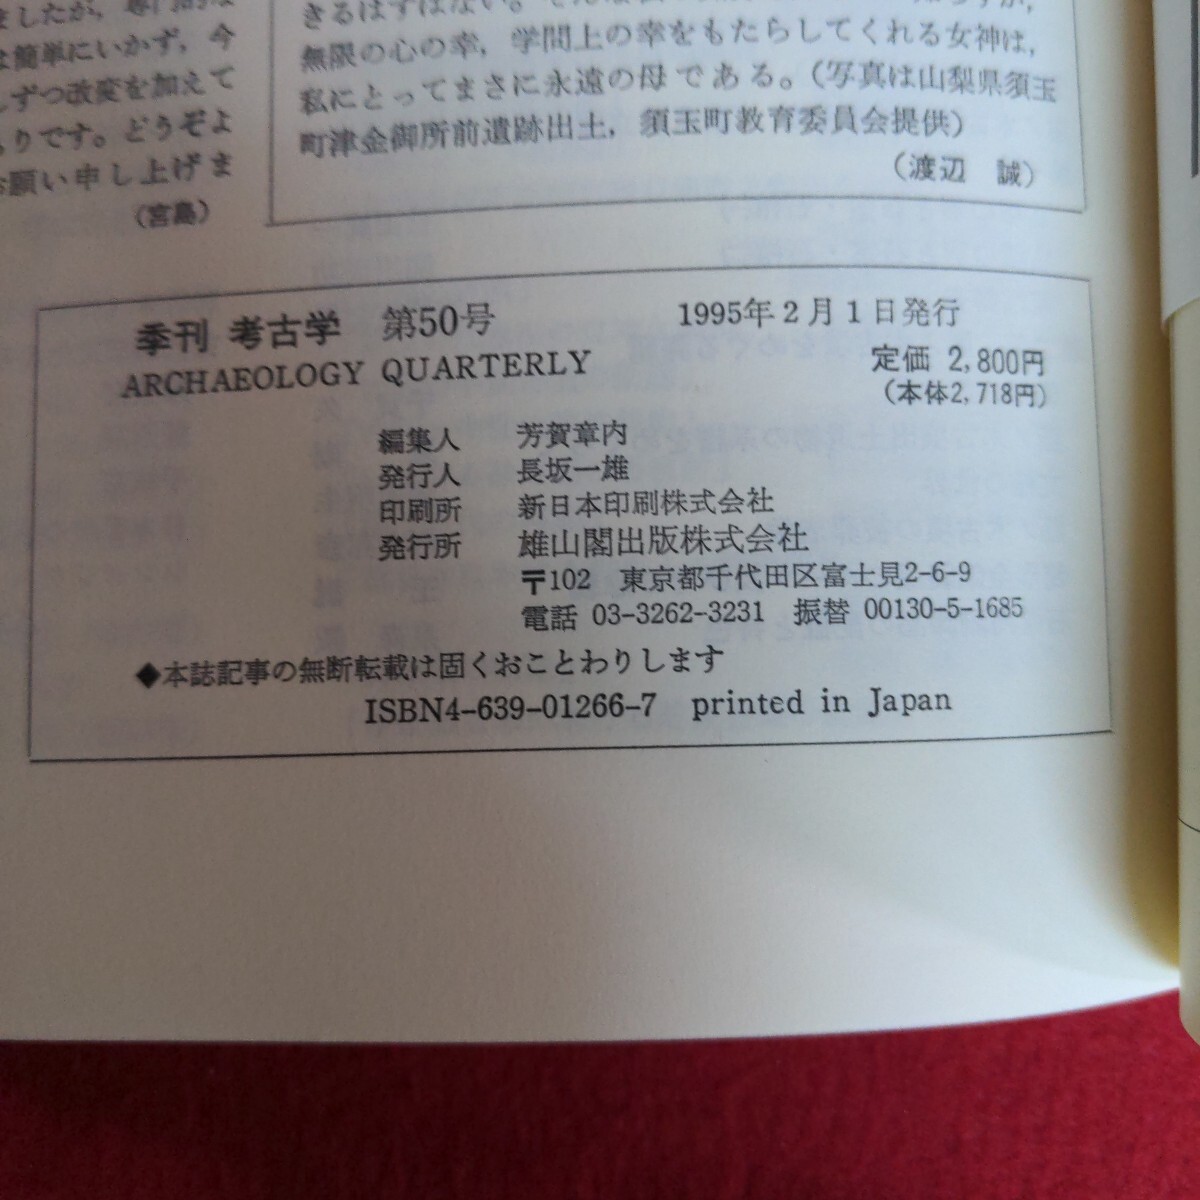 ましたが，専門的な
は簡単にいかず，今
しずつ改変を加えて
もりです。どうぞよ
お願い申し上げま
（宮島）
無限の心の幸，学問上の幸をもたらしてくれる女神は，
私にとってまさに永遠の母である。（写真は山梨県須玉
町津金御所前遺跡出土，須玉町教育委員会提供）
（渡辺　誠）
季刊 考古学　第50号　1995年2月1日発行
ARCHAEOLOGY QUARTERLY　定価 2,800円
（本体2,718円）
編集人　芳賀章内
発行人　長坂一雄
印刷所　新日本印刷株式会社
発行所　雄山閣出版株式会社
〒102　東京都千代田区富士見2-6-9
電話 03-3262-3231　振替 00130-5-1685
◆本誌記事の無断転載は固くおことわりします
ISBN4-639-01266-7　printed in Japan